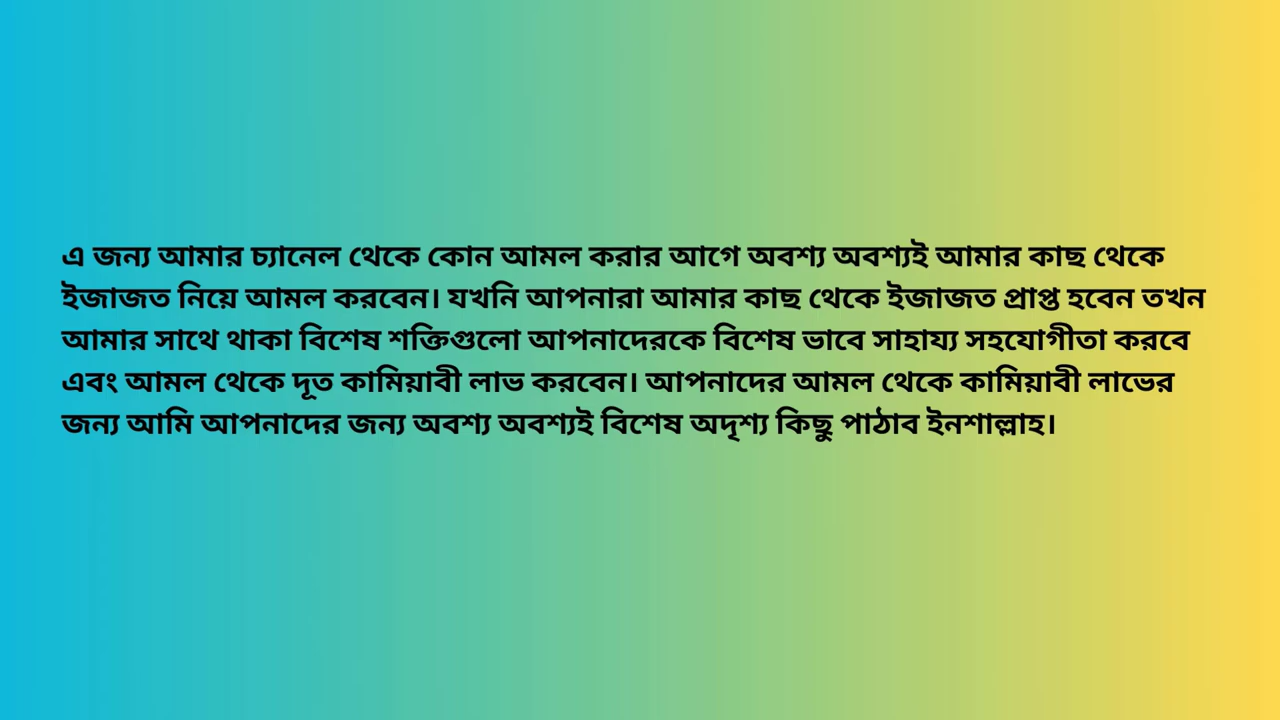 এ জন্য আমার চ্যানেল থেকে কোন আমল করার আগে অবশ্য অবশ্যই আমার কাছ থেকে
ইজাজত নিয়ে আমল করবেন। যখনি আপনারা আমার কাছ থেকে ইজাজত প্রাপ্ত হবেন তখন
আমার সাথে থাকা বিশেষ শক্তিগুলো আপনাদেরকে বিশেষ ভাবে সাহায্য সহযোগীতা করবে
এবং আমল থেকে দূত কামিয়াবী লাভ করবেন। আপনাদের আমল থেকে কামিয়াবী লাভের
জন্য আমি আপনাদের জন্য অবশ্য অবশ্যই বিশেষ অদৃশ্য কিছু পাঠাব ইনশাল্লাহ।